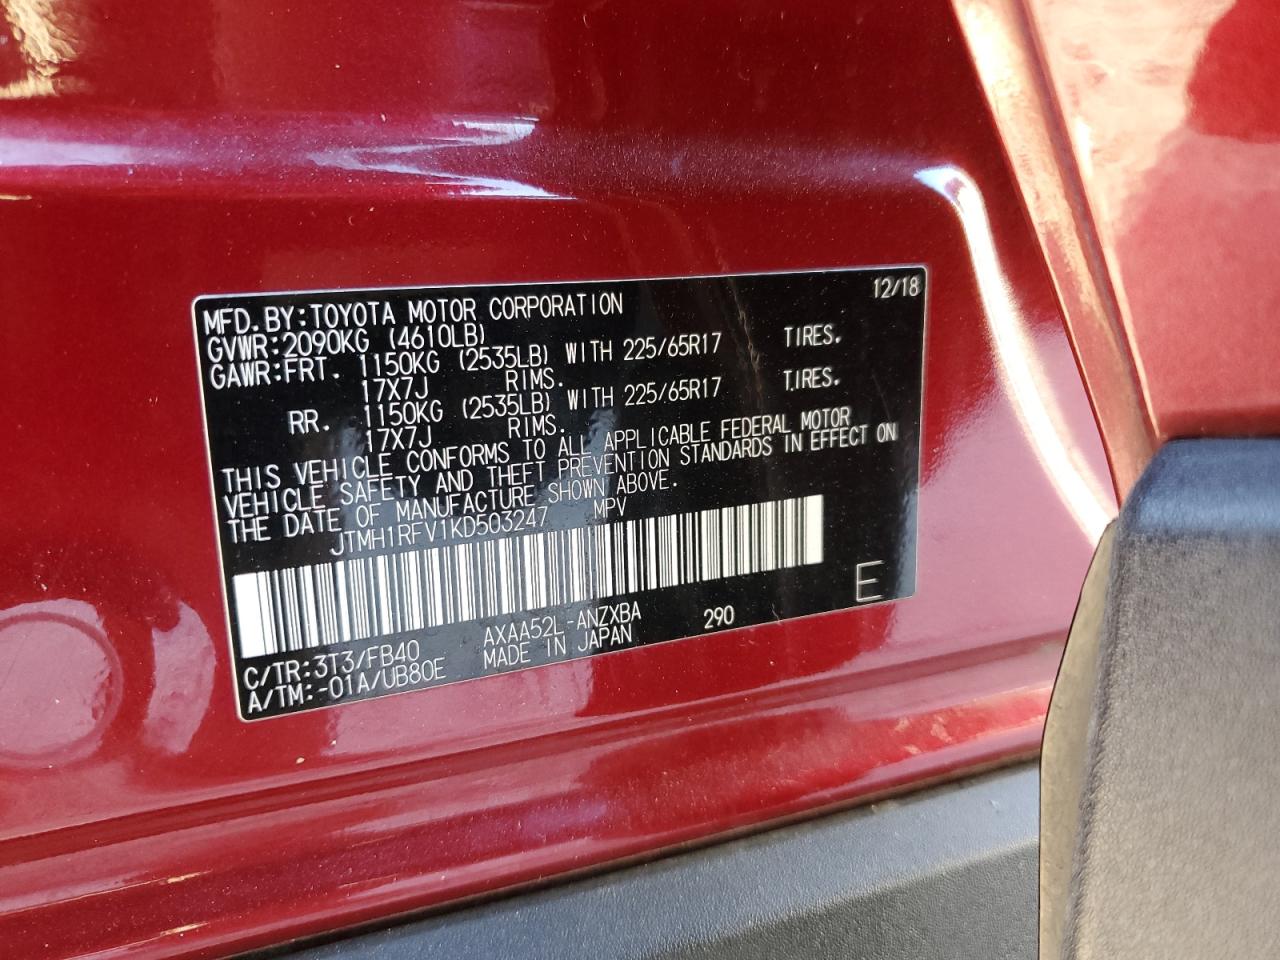 12/18
MFD.BY:TOYOTA MOTOR CORPORATION
GVWR:2090KG (4610LB)
GAWR:FRT. 1150KG (2535LB) WITH 225/65R17 TIRES.
17X7J RIMS.
RR. 1150KG (2535LB) WITH 225/65R17 TIRES.
17X7J RIMS.
THIS VEHICLE CONFORMS TO ALL APPLICABLE FEDERAL MOTOR
VEHICLE SAFETY AND THEFT PREVENTION STANDARDS IN EFFECT ON
THE DATE OF MANUFACTURE SHOWN ABOVE.
JTMH1RFV1KD503247 MPV
E
C/TR:3T3/FB40 AXAA52L-ANZXBA 290
A/TM:-01A/UB80E MADE IN JAPAN